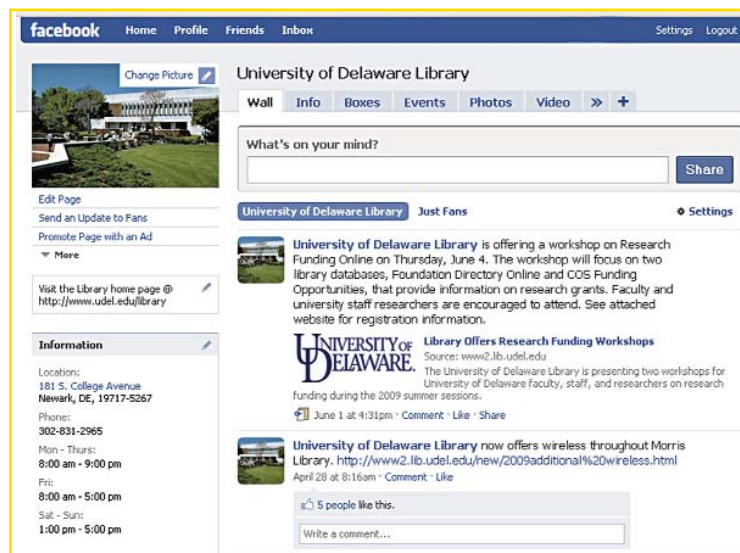 facebook Home Profile Friends Inbox Settings Logout
Change Picture
Edit Page
Send an Update to Fans
Promote Page with an Ad
More
Visit the Library home page @
http://www.udel.edu/library
Information
Location:
181 S. College Avenue
Newark, DE, 19717-5267
Phone:
302-831-2965
Mon - Thurs:
8:00 am - 9:00 pm
Fri:
8:00 am - 5:00 pm
Sat - Sun:
1:00 pm - 5:00 pm
University of Delaware Library
Wall Info Boxes Events Photos Video » +
What's on your mind?
Share
University of Delaware Library Just Fans Settings
University of Delaware Library is offering a workshop on Research
Funding Online on Thursday, June 4. The workshop will focus on two
library databases, Foundation Directory Online and COS Funding
Opportunities, that provide information on research grants. Faculty and
university staff researchers are encouraged to attend. See attached
website for registration information.
UNIVERSITY OF
DELAWARE.
Library Offers Research Funding Workshops
Source: www2.lib.udel.edu
The University of Delaware Library is presenting two workshops for
University of Delaware faculty, staff, and researchers on research
funding during the 2009 summer sessions.
June 1 at 4:31pm · Comment · Like · Share
University of Delaware Library now offers wireless throughout Morris
Library. http://www2.lib.udel.edu/new/2009additional%20wireless.html
April 28 at 8:16am · Comment · Like
5 people like this.
Write a comment...